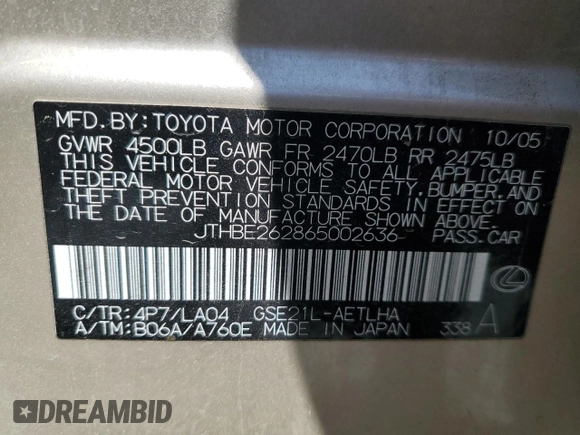 MFD.BY:TOYOTA MOTOR CORPORATION 10/05
GVWR 4500LB GAWR FR 2470LB RR 2475LB
THIS VEHICLE CONFORMS TO ALL APPLICABLE
FEDERAL MOTOR VEHICLE SAFETY, BUMPER, AND
THEFT PREVENTION STANDARDS IN EFFECT ON
THE DATE OF MANUFACTURE SHOWN ABOVE.
JTHBE262865002636 PASS.CAR
C/TR:4P7/LA04 GSE21L-AETLHA
A/TM:B06A/A760E MADE IN JAPAN 338 A
DREAMBID